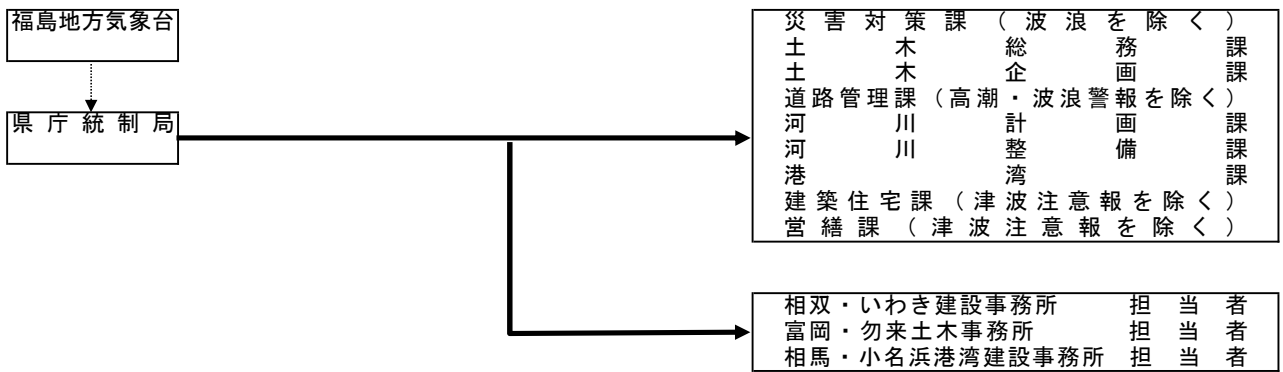 福島地方気象台
県庁統制局
災害対策課（波浪を除く）
土木総務課
土木企画課
道路管理課（高潮・波浪警報を除く）
河川計画課
河川整備課
港湾課
建築住宅課（津波注意報を除く）
営繕課（津波注意報を除く）
相双・いわき建設事務所 担当者
富岡・勿来土木事務所 担当者
相馬・小名浜港湾建設事務所 担当者